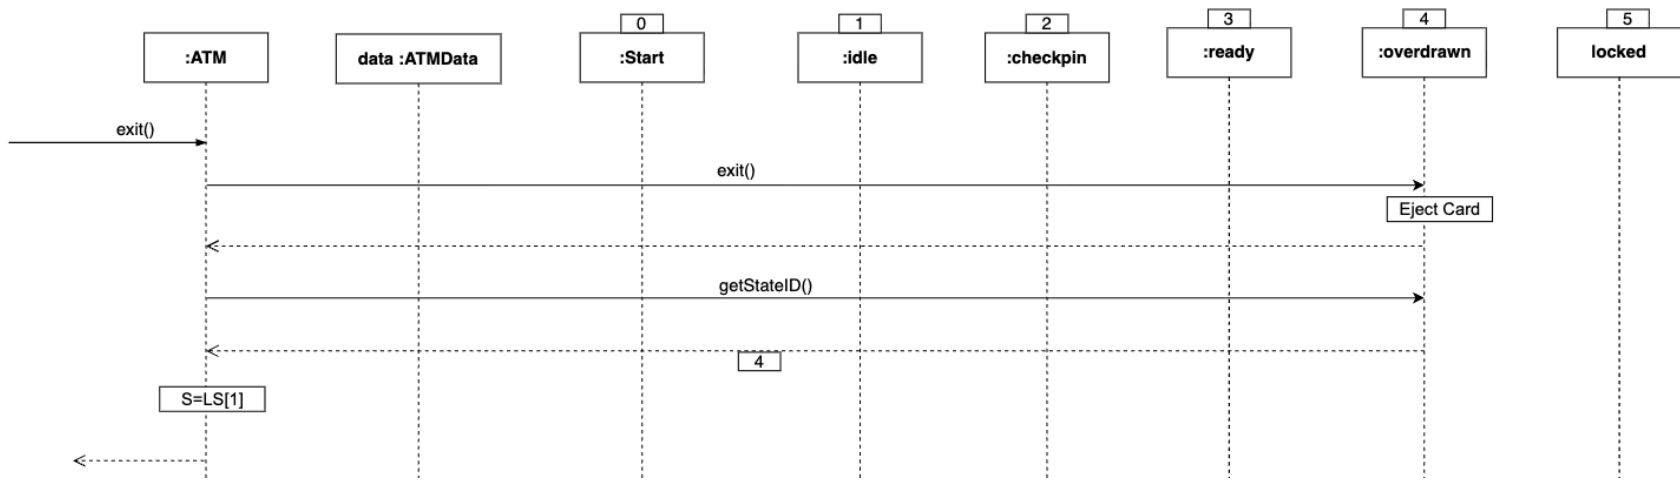 0
1
2
3
4
5
:ATM
data :ATMData
:Start
:idle
:checkpin
:ready
:overdrawn
locked
exit()
exit()
Eject Card
getStateID()
4
S=LS[1]